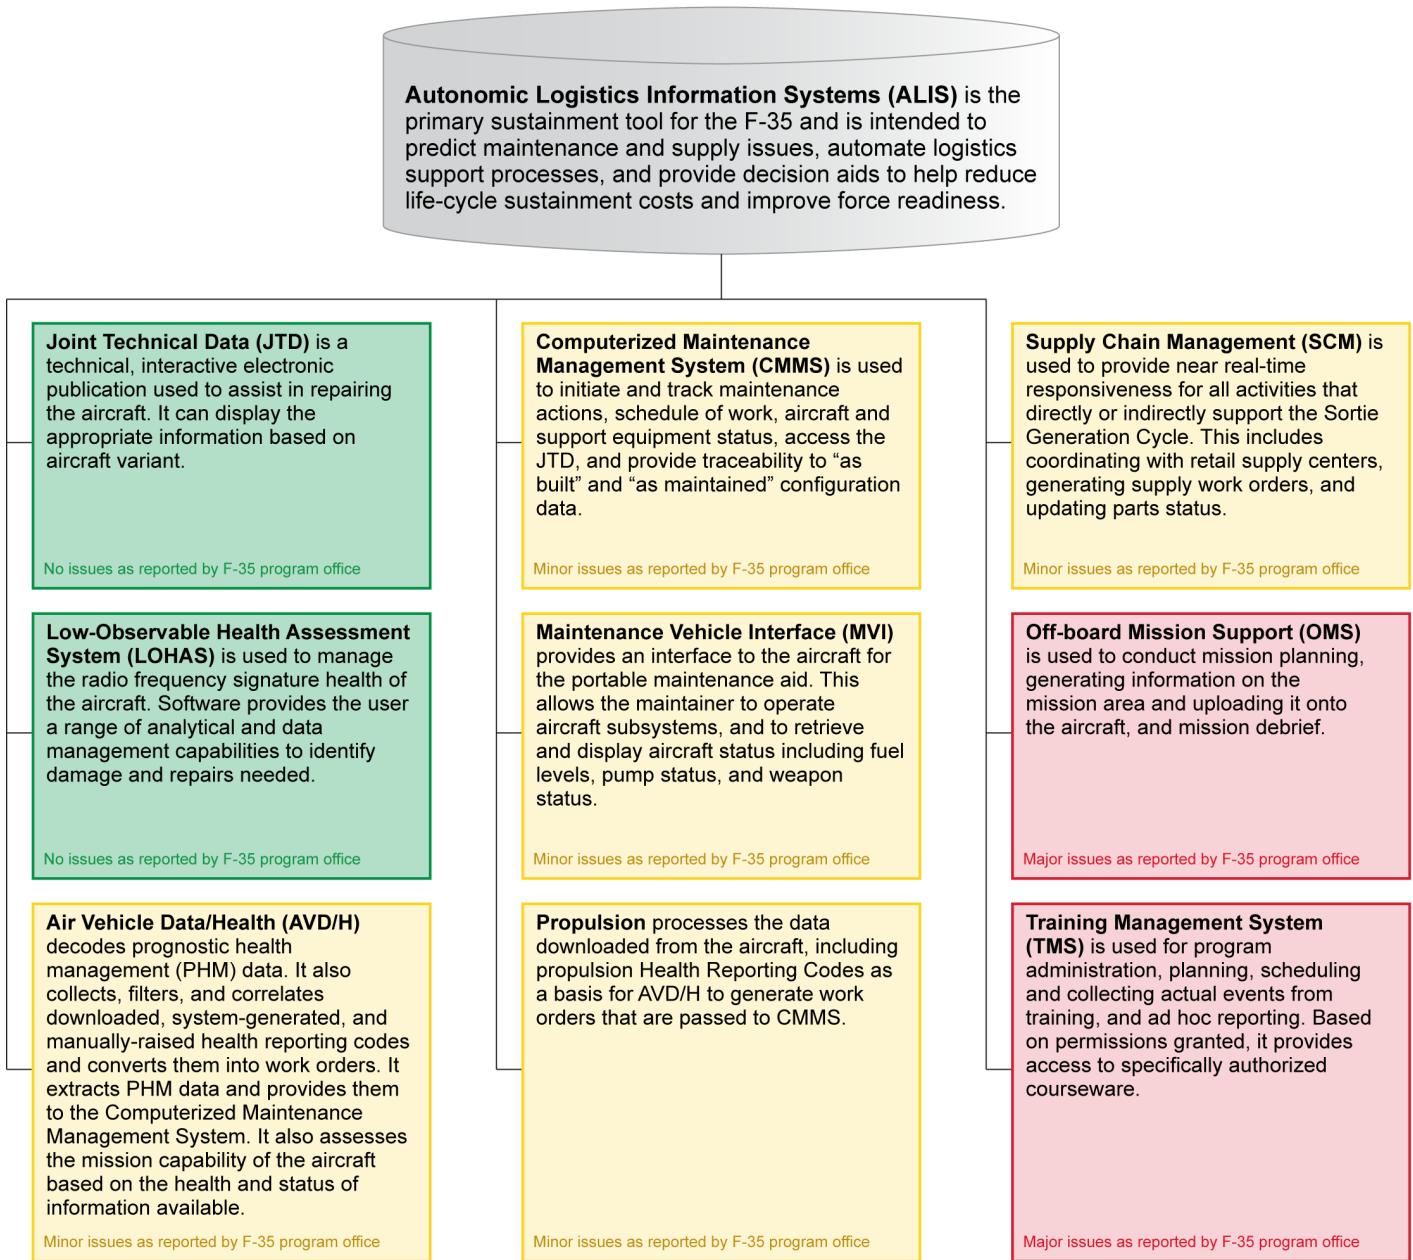 Autonomic Logistics Information Systems (ALIS) is the
primary sustainment tool for the F-35 and is intended to
predict maintenance and supply issues, automate logistics
support processes, and provide decision aids to help reduce
life-cycle sustainment costs and improve force readiness.
Joint Technical Data (JTD) is a
technical, interactive electronic
publication used to assist in repairing
the aircraft. It can display the
appropriate information based on
aircraft variant.
No issues as reported by F-35 program office
Computerized Maintenance
Management System (CMMS) is used
to initiate and track maintenance
actions, schedule of work, aircraft and
support equipment status, access the
JTD, and provide traceability to “as
built” and “as maintained” configuration
data.
Minor issues as reported by F-35 program office
Supply Chain Management (SCM) is
used to provide near real-time
responsiveness for all activities that
directly or indirectly support the Sortie
Generation Cycle. This includes
coordinating with retail supply centers,
generating supply work orders, and
updating parts status.
Minor issues as reported by F-35 program office
Low-Observable Health Assessment
System (LOHAS) is used to manage
the radio frequency signature health of
the aircraft. Software provides the user
a range of analytical and data
management capabilities to identify
damage and repairs needed.
No issues as reported by F-35 program office
Maintenance Vehicle Interface (MVI)
provides an interface to the aircraft for
the portable maintenance aid. This
allows the maintainer to operate
aircraft subsystems, and to retrieve
and display aircraft status including fuel
levels, pump status, and weapon
status.
Minor issues as reported by F-35 program office
Off-board Mission Support (OMS)
is used to conduct mission planning,
generating information on the
mission area and uploading it onto
the aircraft, and mission debrief.
Major issues as reported by F-35 program office
Air Vehicle Data/Health (AVD/H)
decodes prognostic health
management (PHM) data. It also
collects, filters, and correlates
downloaded, system-generated, and
manually-raised health reporting codes
and converts them into work orders. It
extracts PHM data and provides them
to the Computerized Maintenance
Management System. It also assesses
the mission capability of the aircraft
based on the health and status of
information available.
Minor issues as reported by F-35 program office
Propulsion processes the data
downloaded from the aircraft, including
propulsion Health Reporting Codes as
a basis for AVD/H to generate work
orders that are passed to CMMS.
Minor issues as reported by F-35 program office
Training Management System
(TMS) is used for program
administration, planning, scheduling
and collecting actual events from
training, and ad hoc reporting. Based
on permissions granted, it provides
access to specifically authorized
courseware.
Major issues as reported by F-35 program office